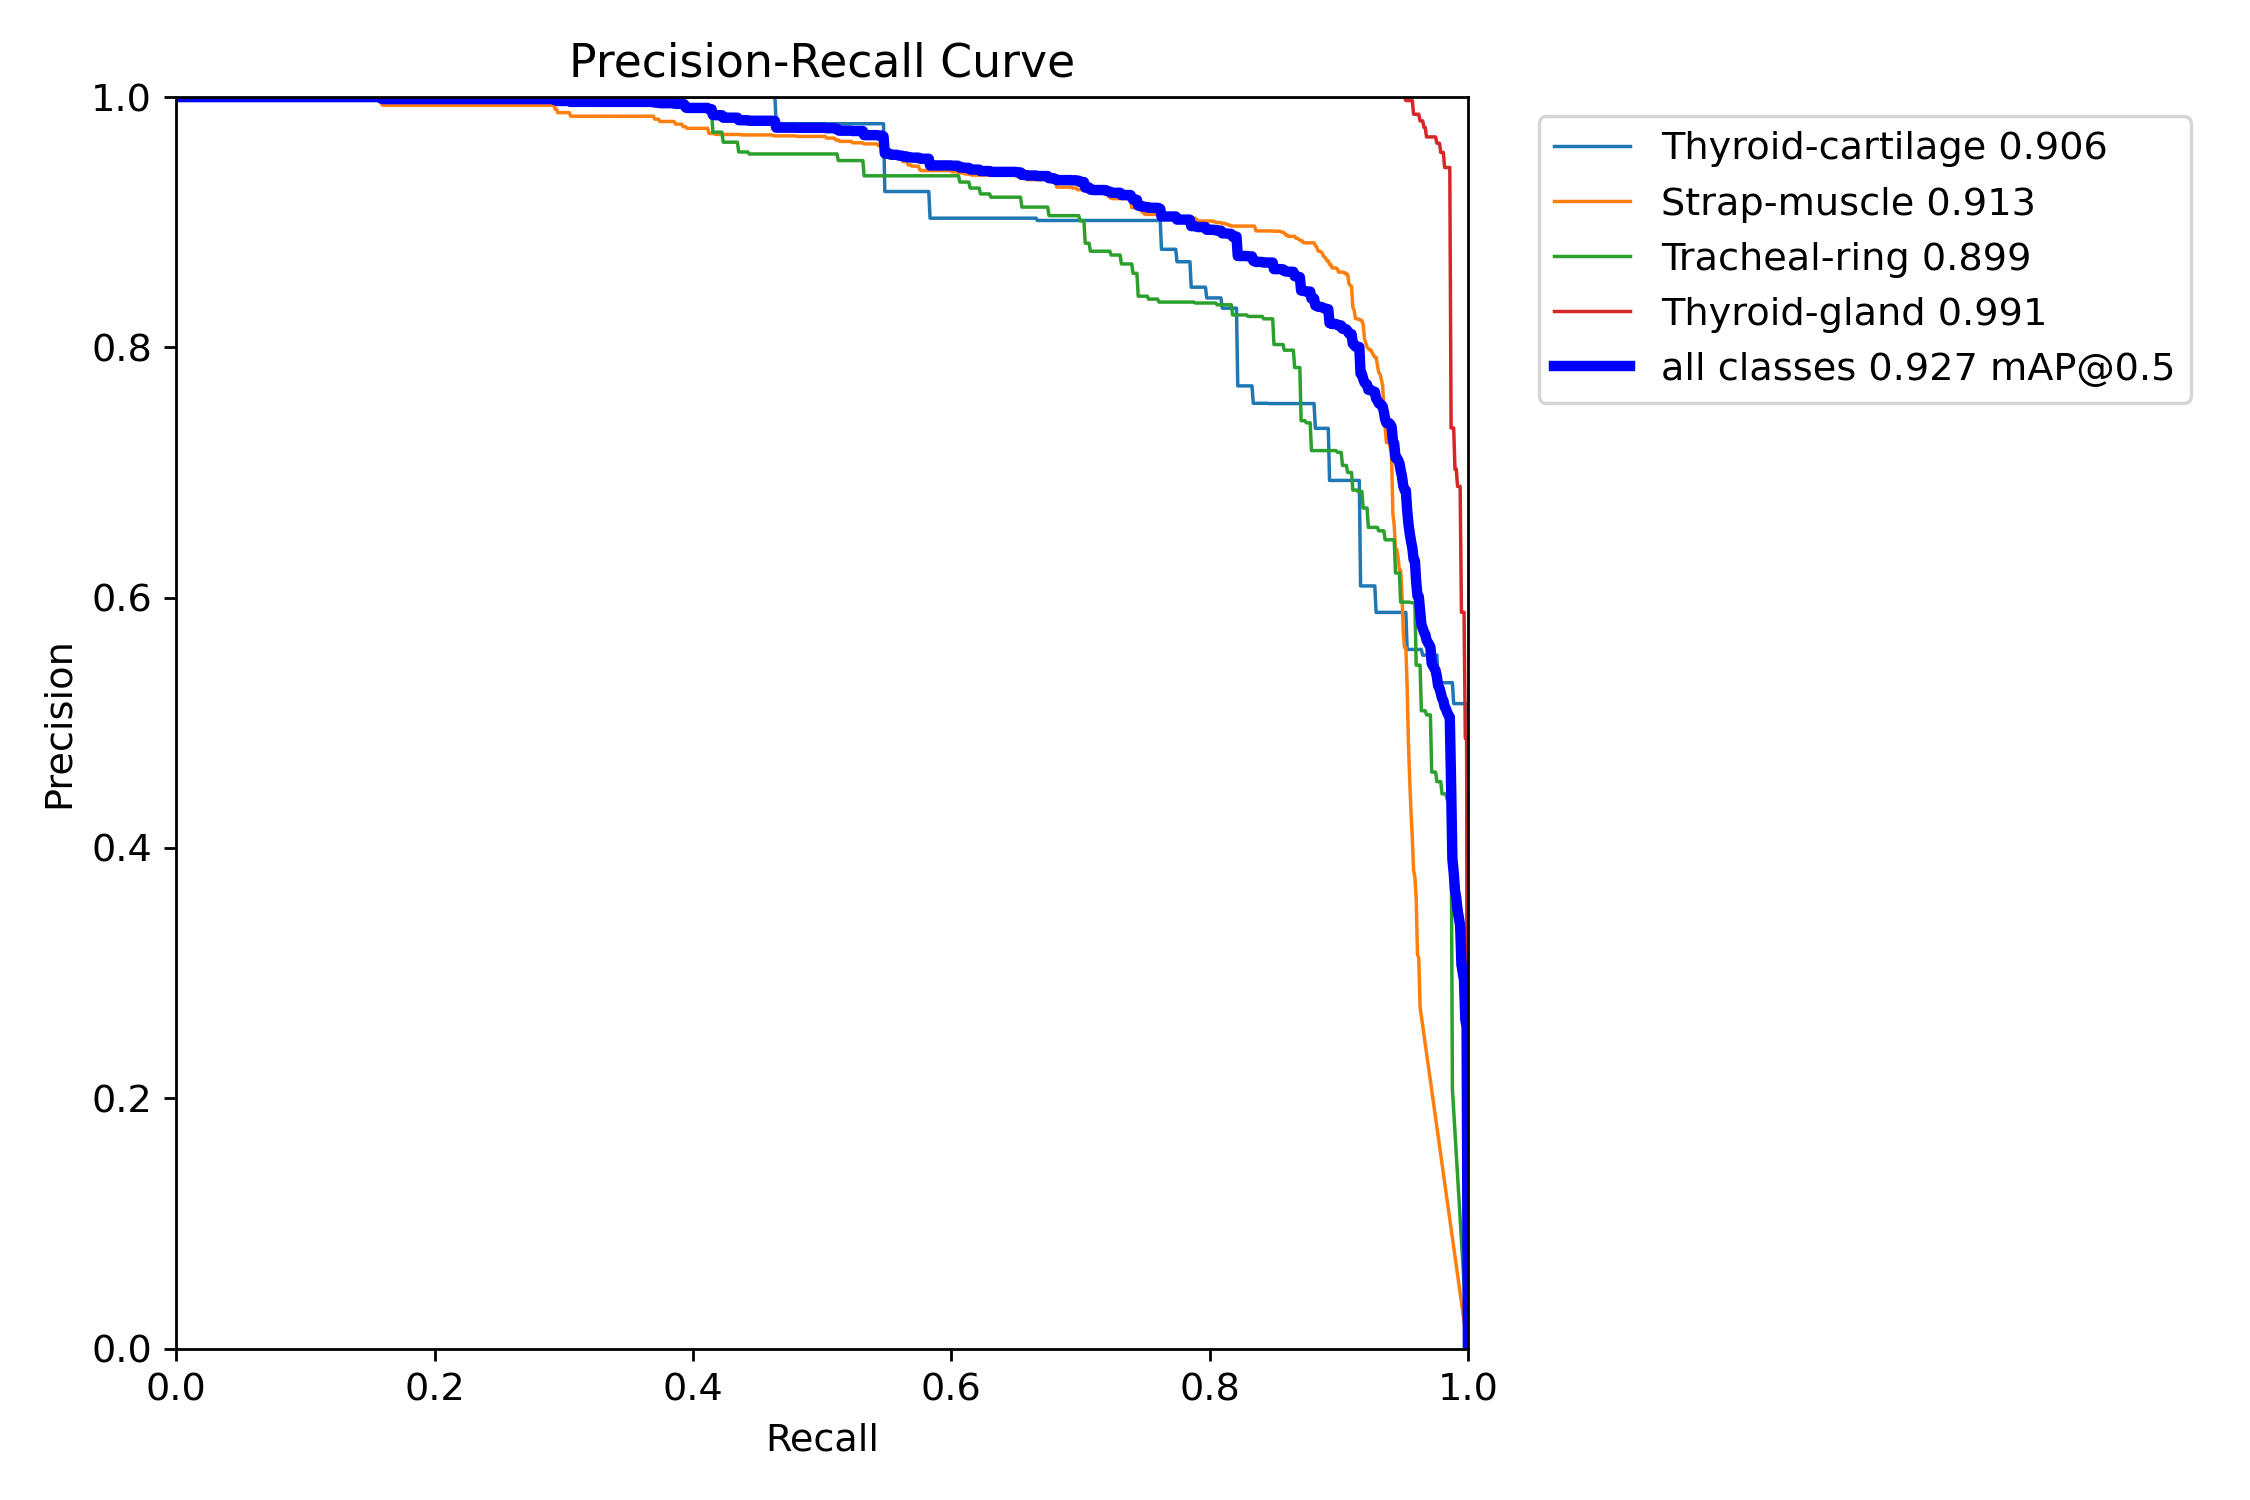 Precision-Recall Curve
1.0
0.8
0.6
0.4
0.2
0.0
Precision
0.0 0.2 0.4 0.6 0.8 1.0
Recall
Thyroid-cartilage 0.906
Strap-muscle 0.913
Tracheal-ring 0.899
Thyroid-gland 0.991
all classes 0.927 mAP@0.5